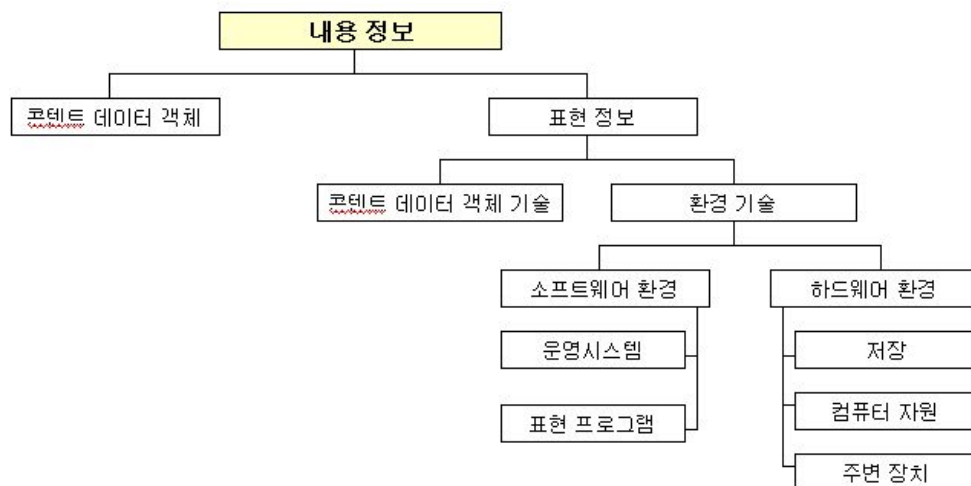 내용 정보
콘텐트 데이터 객체
표현 정보
콘텐트 데이터 객체 기술
환경 기술
소프트웨어 환경
하드웨어 환경
운영시스템
저장
표현 프로그램
컴퓨터 자원
주변 장치